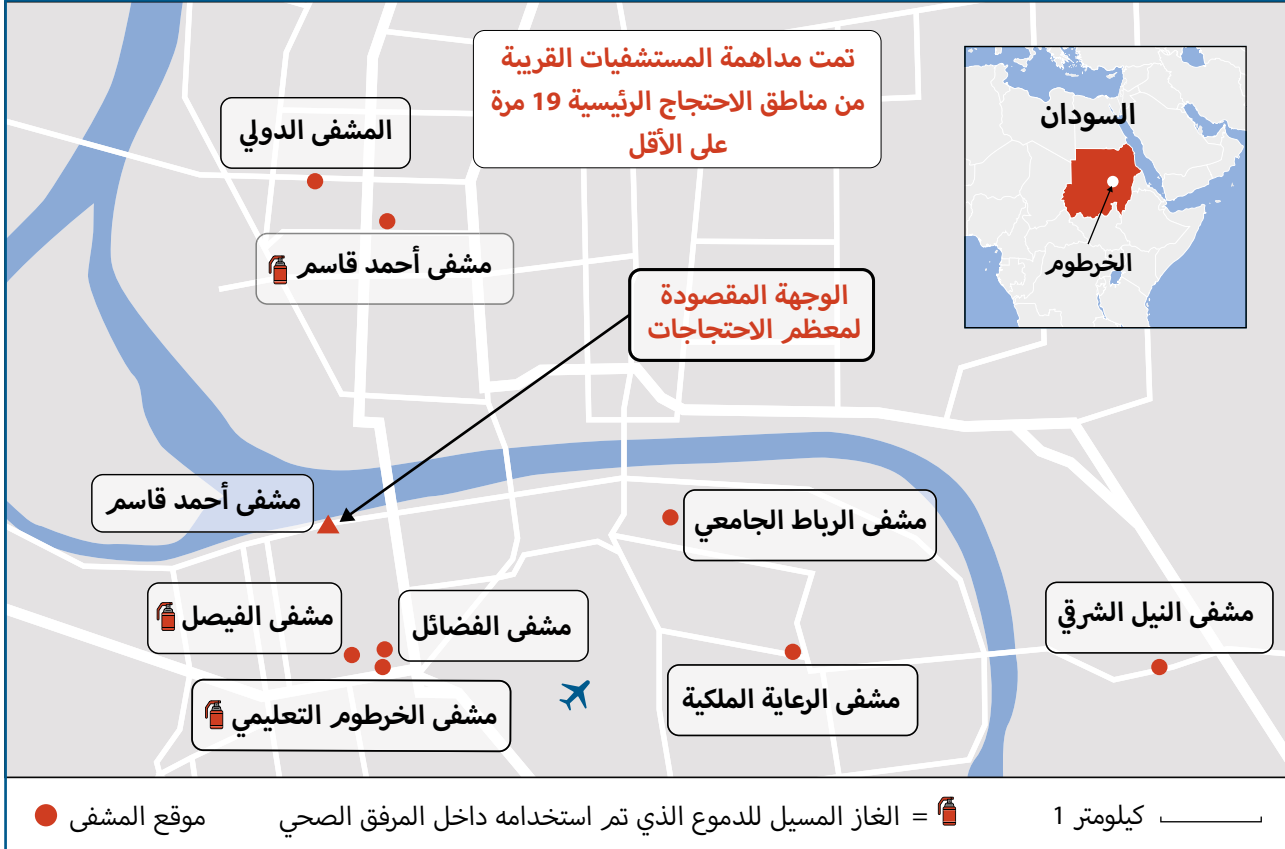 تمت مداهمة المستشفيات القريبة
من مناطق الاحتجاج الرئيسية 19 مرة
على الأقل
السودان
الخرطوم
المشفى الدولي
مشفى أحمد قاسم
الوجهة المقصودة
لمعظم الاحتجاجات
مشفى أحمد قاسم
مشفى الرباط الجامعي
مشفى النيل الشرقي
مشفى الفضائل
مشفى الفيصل
مشفى الرعاية الملكية
مشفى الخرطوم التعليمي
كيلومتر 1
= الغاز المسيل للدموع الذي تم استخدامه داخل المرفق الصحي
موقع المشفى